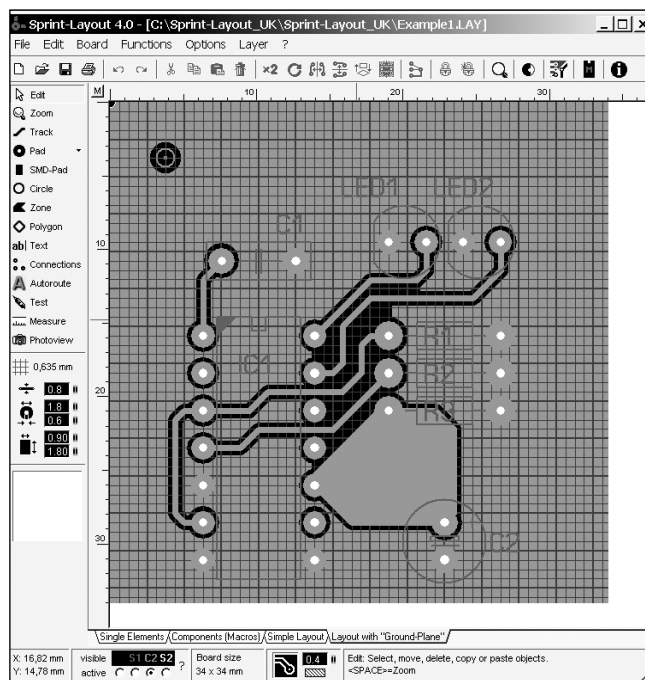 Sprint-Layout 4.0 - [C:\Sprint-Layout_UK\Sprint-Layout_UK\Example1.LAY]
File Edit Board Functions Options Layer ?
×2
Edit
Zoom
Track
Pad
SMD-Pad
Circle
Zone
Polygon
ab| Text
Connections
Autoroute
Test
Measure
Photoview
0,635 mm
0.8
1.8
0.6
0.90
1.80
M
10 20 30
10
20
30
LED1 LED2
C1
IC1
R1
R2
R3
C2
Single Elements Components (Macros) Simple Layout Layout with "Ground-Plane"
X: 16,82 mm
Y: 14,78 mm
visible S1 C2 S2
active
?
Board size
34 x 34 mm
0.4
Edit: Select, move, delete, copy or paste objects.
<SPACE>=Zoom